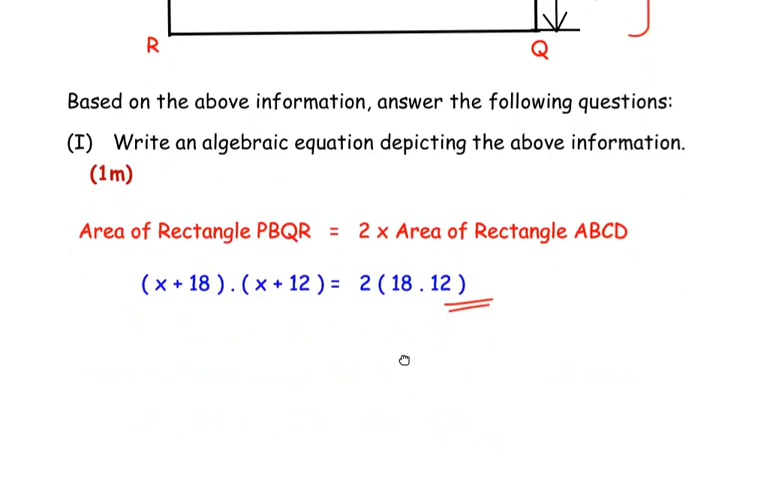 R
Q
Based on the above information, answer the following questions:
(I) Write an algebraic equation depicting the above information.
(1m)
Area of Rectangle PBQR = 2 x Area of Rectangle ABCD
( x + 18 ) . ( x + 12 ) = 2 ( 18 . 12 )